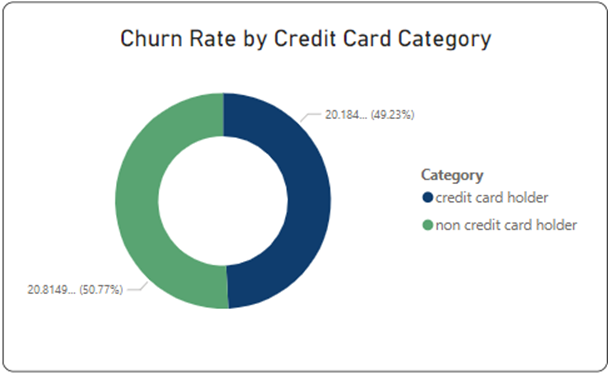 Churn Rate by Credit Card Category
20.184... (49.23%)
Category
credit card holder
non credit card holder
20.8149... (50.77%)